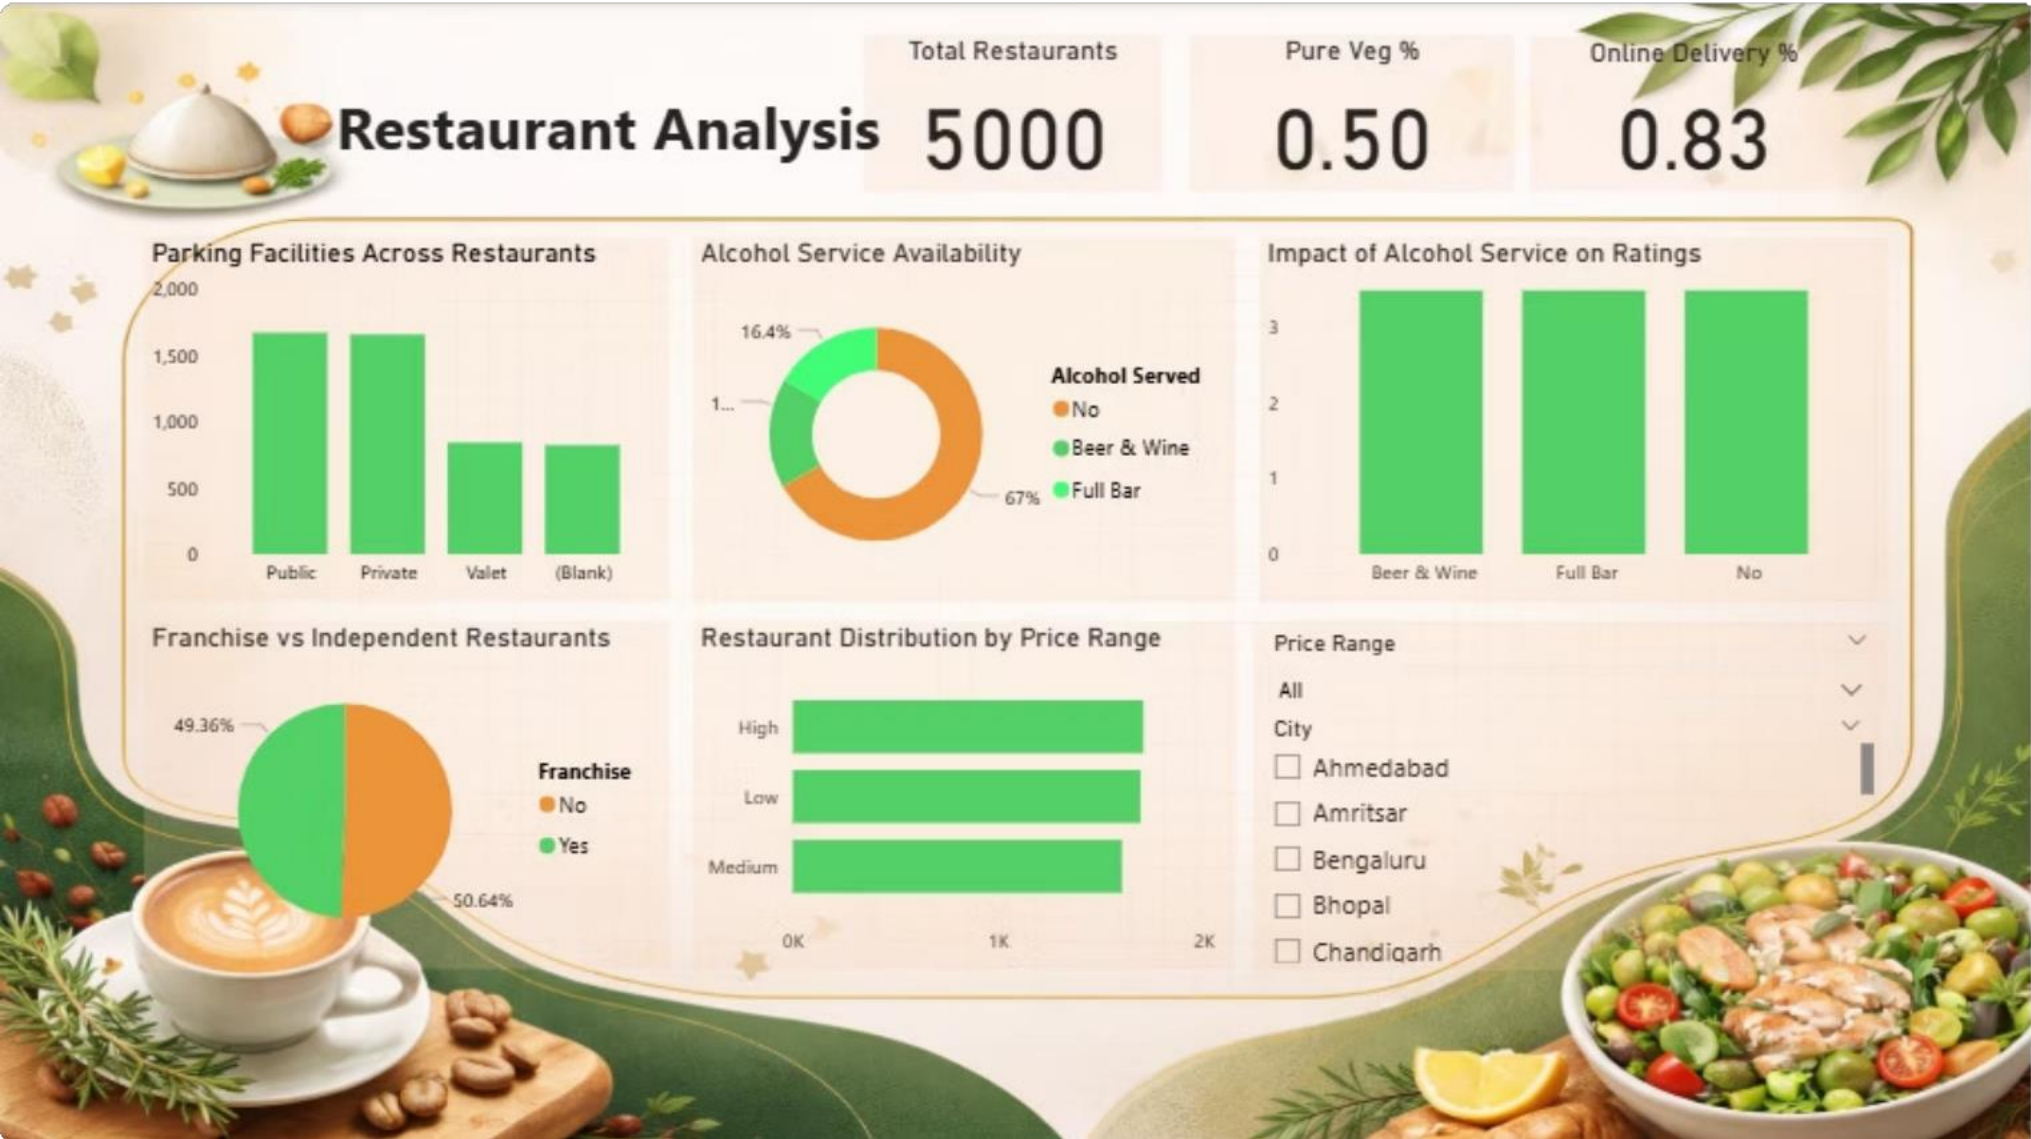 Restaurant Analysis
Total Restaurants
5000
Pure Veg %
0.50
Online Delivery %
0.83
Parking Facilities Across Restaurants
2,000
1,500
1,000
500
0
Public Private Valet (Blank)
Alcohol Service Availability
16.4%
1...
67%
Alcohol Served
No
Beer & Wine
Full Bar
Impact of Alcohol Service on Ratings
3
2
1
0
Beer & Wine Full Bar No
Franchise vs Independent Restaurants
49.36%
50.64%
Franchise
No
Yes
Restaurant Distribution by Price Range
High
Low
Medium
0K 1K 2K
Price Range
All
City
Ahmedabad
Amritsar
Bengaluru
Bhopal
Chandigarh